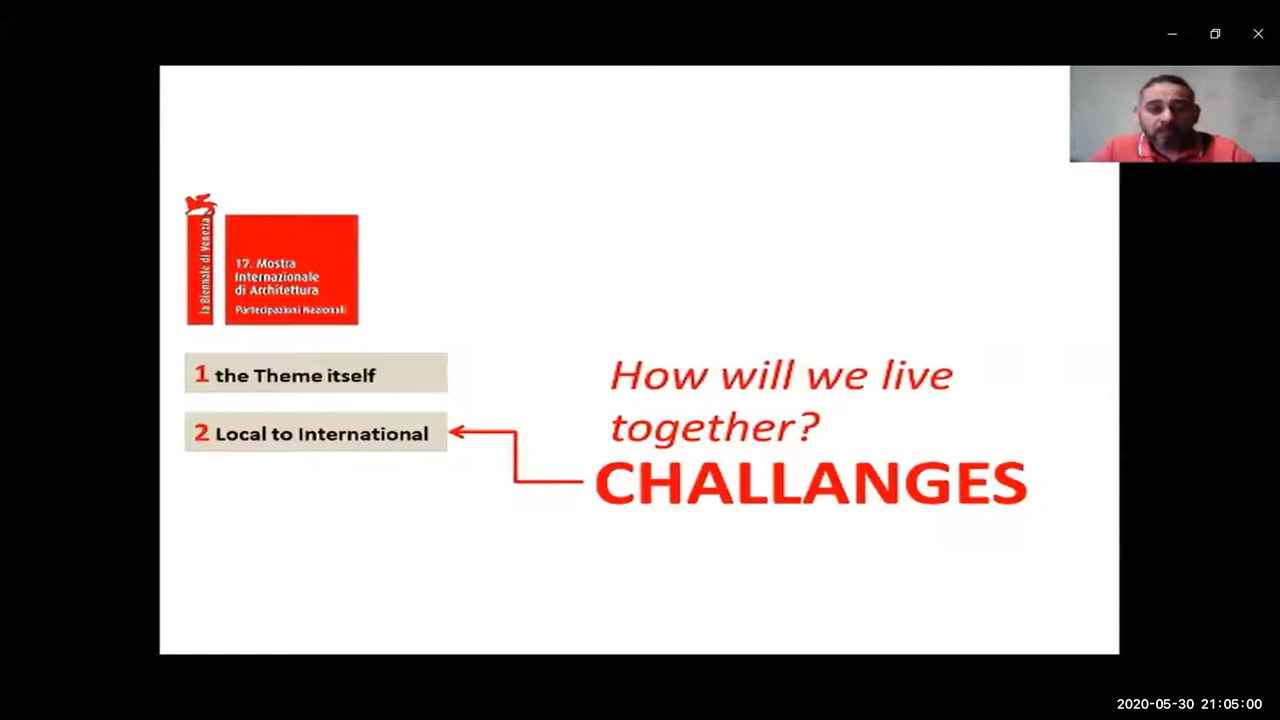 la Biennale di Venezia
17. Mostra
Internazionale
di Architettura
Partecipazioni Nazionali
1 the Theme itself
2 Local to International
How will we live
together?
CHALLANGES
2020-05-30 21:05:00